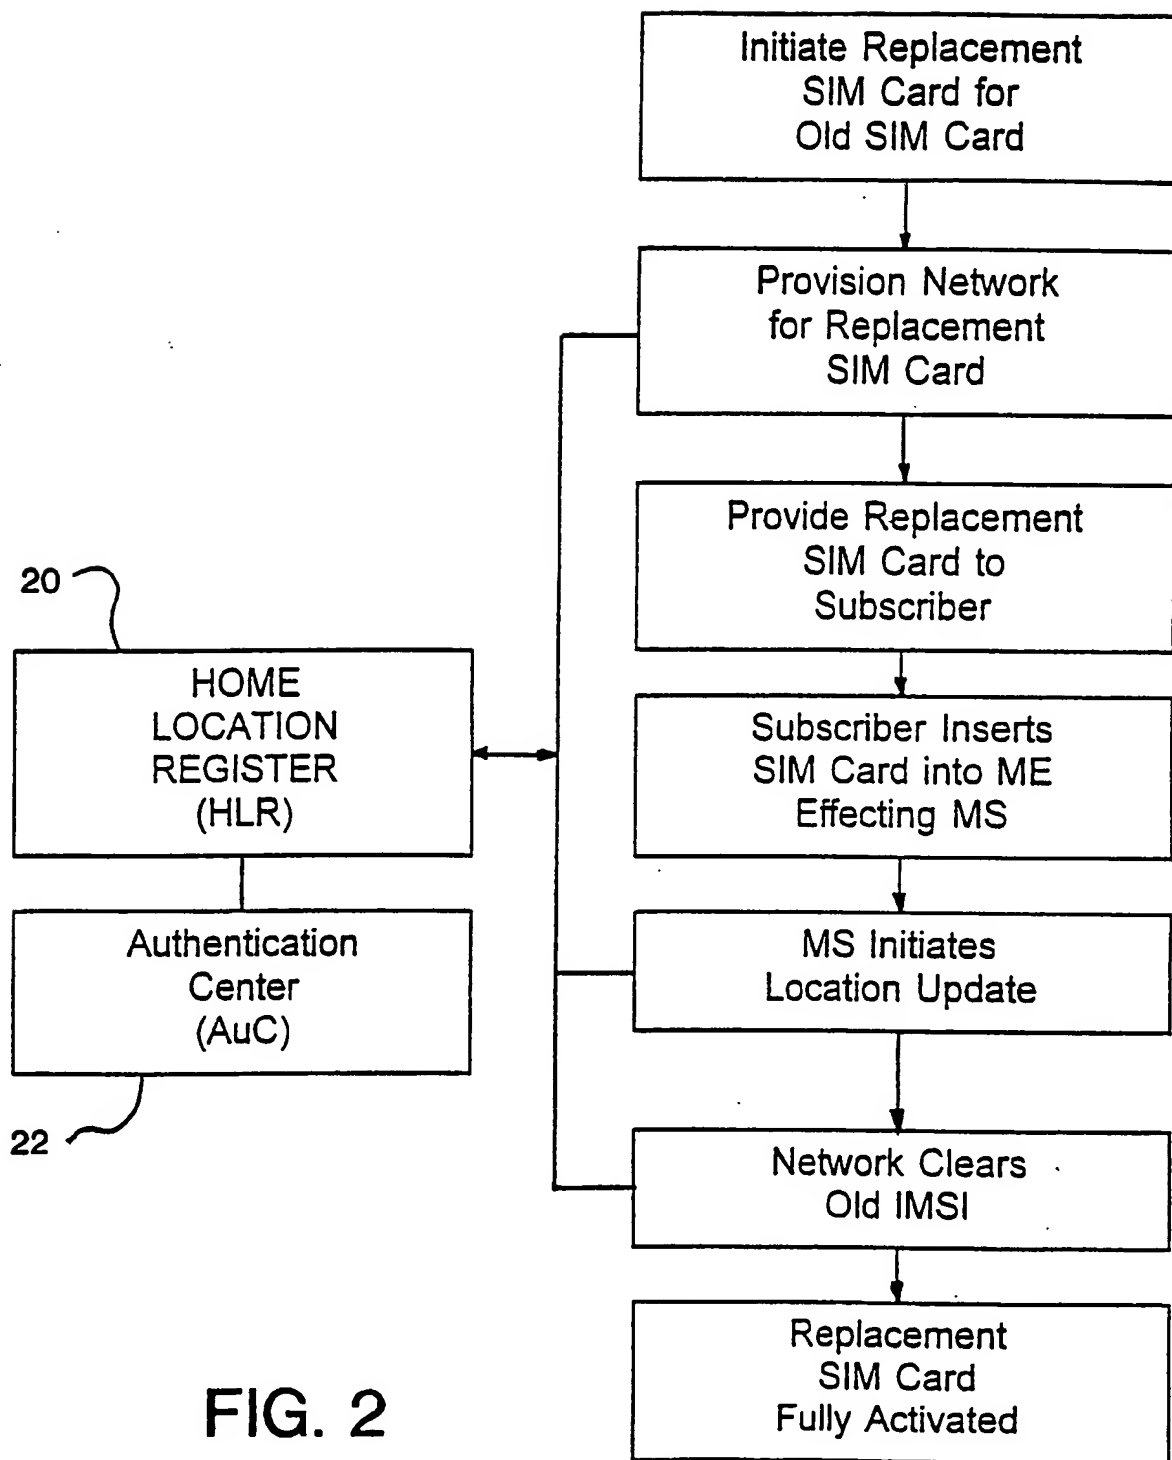 Initiate Replacement
SIM Card for
Old SIM Card
Provision Network
for Replacement
SIM Card
Provide Replacement
SIM Card to
Subscriber
20
HOME
LOCATION
REGISTER
(HLR)
Subscriber Inserts
SIM Card into ME
Effecting MS
Authentication
Center
(AuC)
22
MS Initiates
Location Update
Network Clears
Old IMSI
Replacement
SIM Card
Fully Activated
FIG. 2